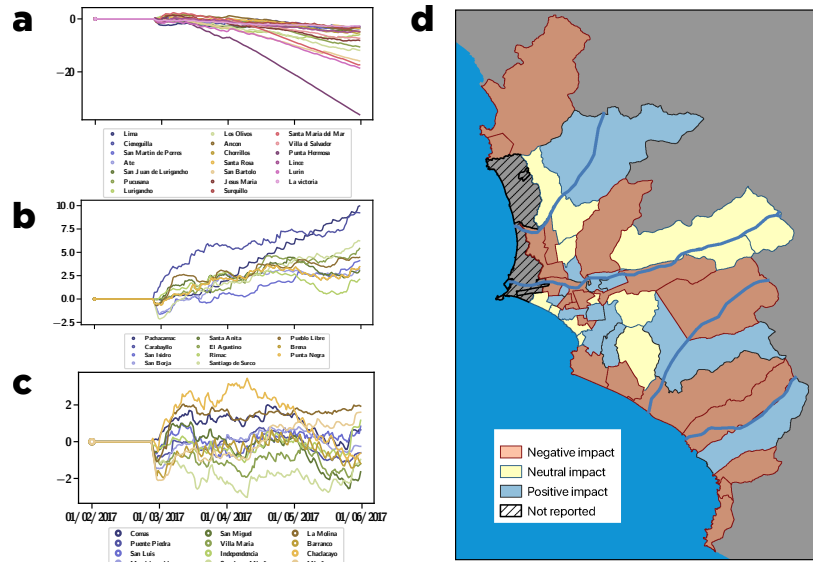 a
0
−20
Lima
Cieneguilla
San Martin de Porres
Ate
San Juan de Lurigancho
Pucusana
Lurigancho
Los Olivos
Ancon
Chorrillos
Santa Rosa
San Bartolo
Jesus Maria
Surquillo
Santa Maria del Mar
Villa el Salvador
Punta Hermosa
Lince
Lurin
La victoria
b
10.0
7.5
5.0
2.5
0.0
−2.5
Pachacamac
Carabayllo
San Isidro
San Borja
Santa Anita
El Agustino
Rimac
Santiago de Surco
Pueblo Libre
Brena
Punta Negra
c
2
0
−2
01/02/2017
01/03/2017
01/04/2017
01/05/2017
01/06/2017
Comas
Puente Piedra
San Luis
San Miguel
Villa Maria
Independencia
La Molina
Barranco
Chaclacayo
d
Negative impact
Neutral impact
Positive impact
Not reported